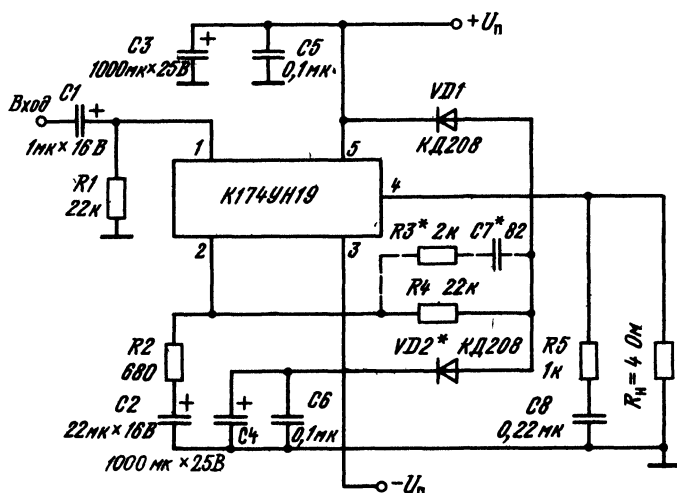 +Uп
C3
1000мк×25В
C5
0,1мк
Вход
C1
1мк×16В
VD1
КД208
R1
22к
1
5
К174УН19
4
2
3
R3* 2к
C7* 82
R4 22к
R2
680
VD2* КД208
R5
1к
Rн = 4 Ом
C2
22мк×16В
C4
C6
0,1мк
C8
0,22мк
1000 мк×25В
−Uп